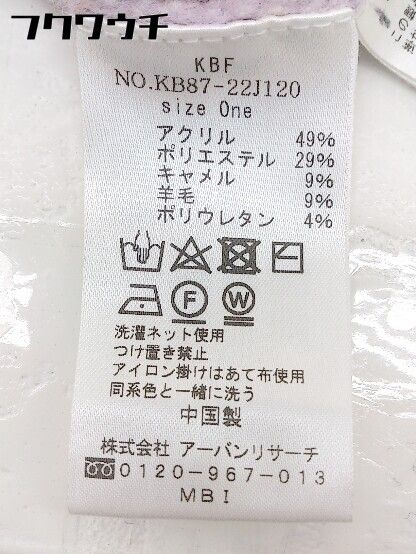 フクワウチ
KBF
NO.KB87-22J120
size One
アクリル 49%
ポリエステル 29%
キャメル 9%
羊毛 9%
ポリウレタン 4%
F W
洗濯ネット使用
つけ置き禁止
アイロン掛けはあて布使用
同系色と一緒に洗う
中国製
株式会社 アーバンリサーチ
0120-967-013
MBI